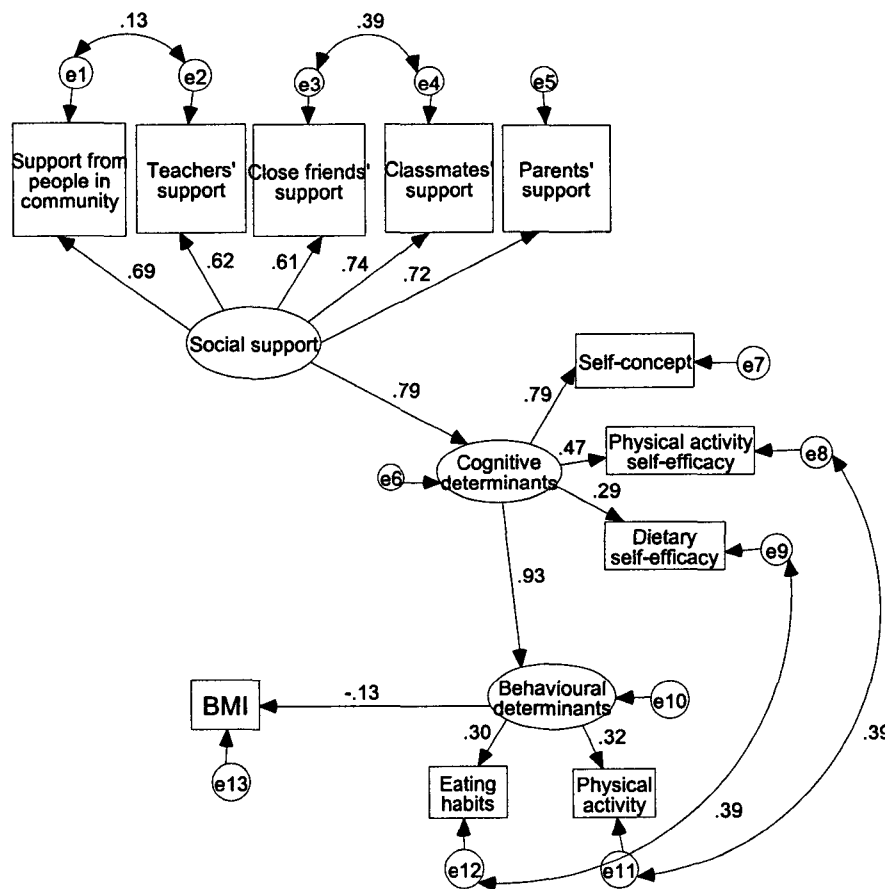 .13
.39
e1
e2
e3
e4
e5
Support from
people in
community
Teachers'
support
Close friends'
support
Classmates'
support
Parents'
support
.69
.62
.61
.74
.72
Social support
.79
.79
Self-concept
e7
e6
Cognitive
determinants
.47
Physical activity
self-efficacy
e8
.29
Dietary
self-efficacy
e9
.93
BMI
-.13
Behavioural
determinants
e10
e13
.30
.32
.39
Eating
habits
Physical
activity
.39
e12
e11